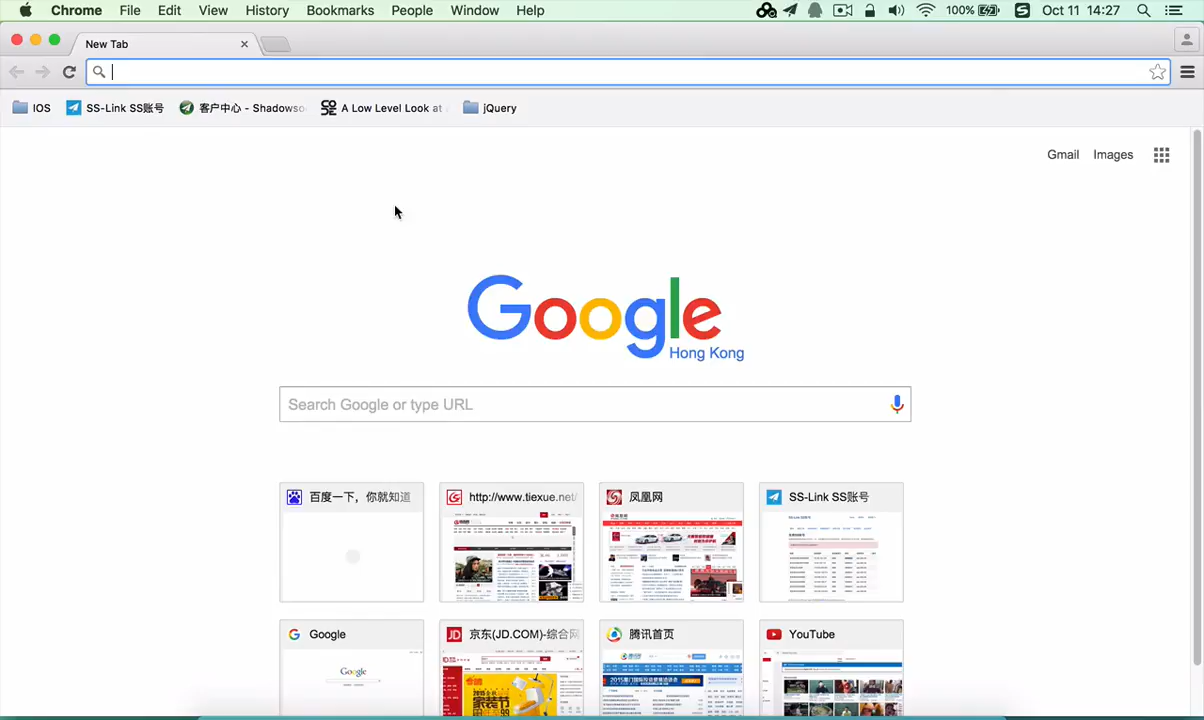 Chrome File Edit View History Bookmarks People Window Help 100% Oct 11 14:27
New Tab
IOS SS-Link SS账号 客户中心 - Shadowso A Low Level Look at jQuery
Gmail Images
Google
Hong Kong
Search Google or type URL
百度一下，你就知道 http://www.tiexue.net/ 凤凰网 SS-Link SS账号
Google 京东(JD.COM)-综合网 腾讯首页 YouTube